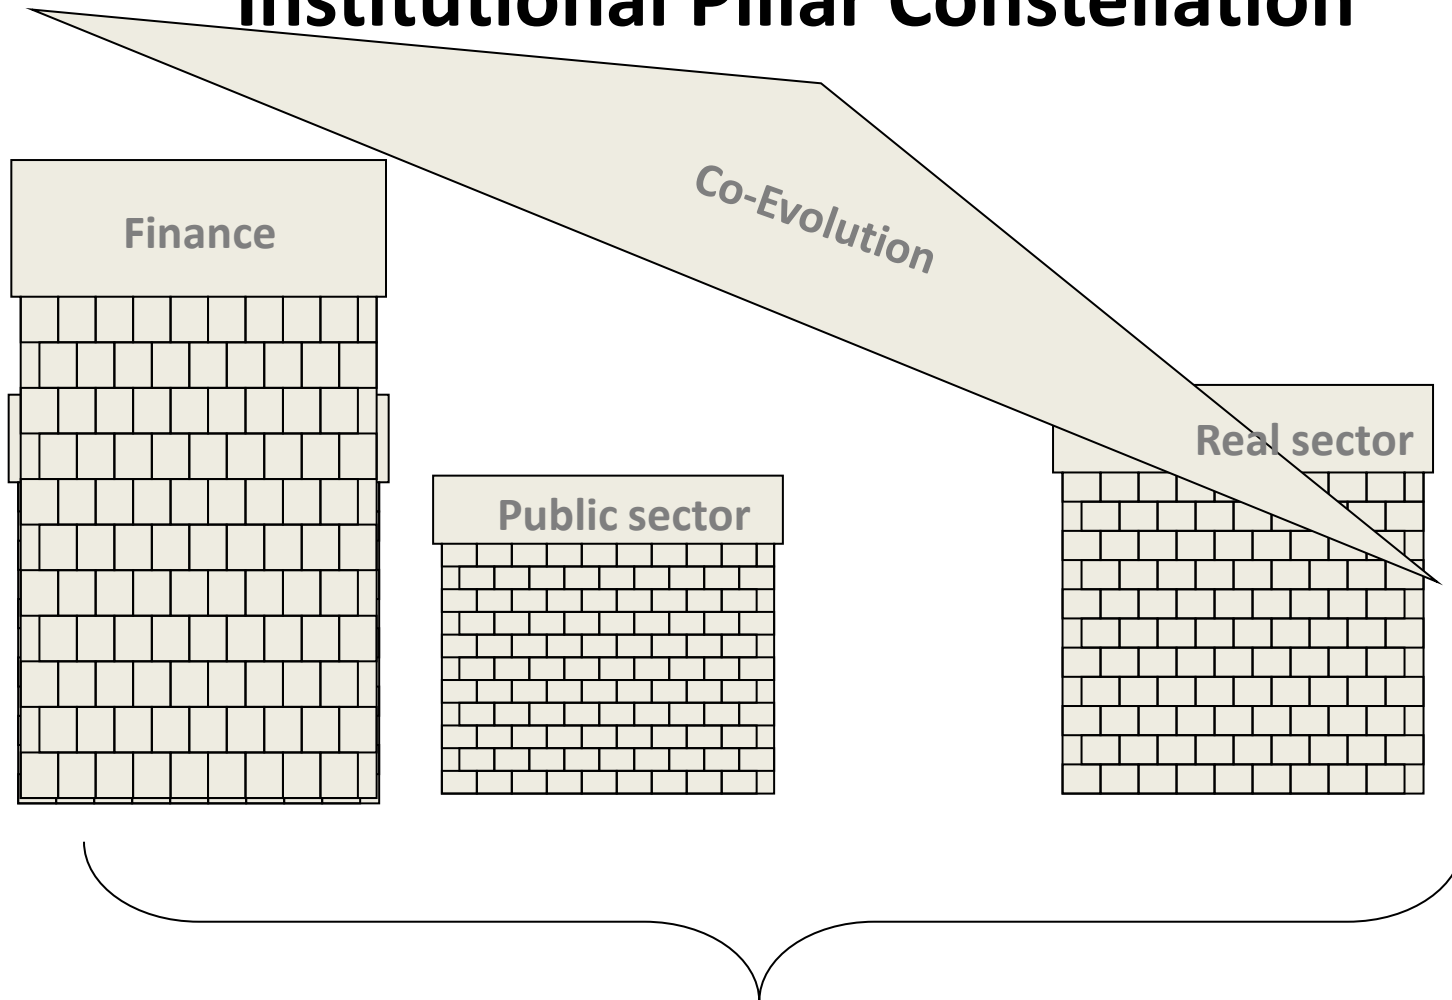 Institutional Pillar Constellation
Co-Evolution
Finance
Real sector
Public sector